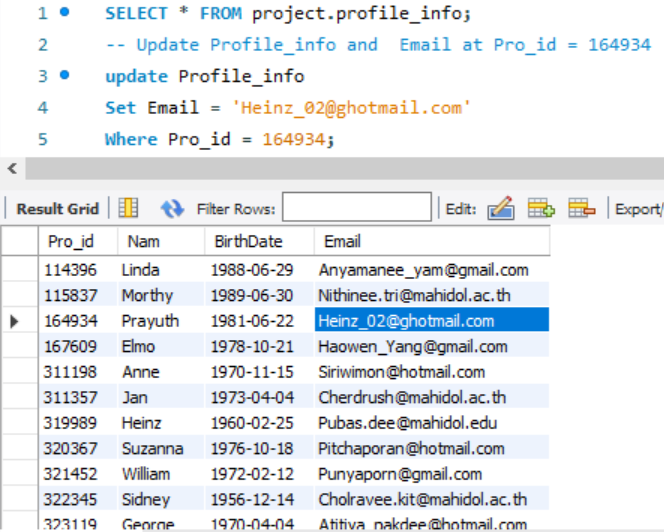 1 SELECT * FROM project.profile_info;
2 -- Update Profile_info and  Email at Pro_id = 164934
3 update Profile_info
4 Set Email = 'Heinz_02@ghotmail.com'
5 Where Pro_id = 164934;
Result Grid Filter Rows: Edit: Export/
Pro_id Nam BirthDate Email
114396 Linda 1988-06-29 Anyamanee_yam@gmail.com
115837 Morthy 1989-06-30 Nithinee.tri@mahidol.ac.th
164934 Prayuth 1981-06-22 Heinz_02@ghotmail.com
167609 Elmo 1978-10-21 Haowen_Yang@gmail.com
311198 Anne 1970-11-15 Siriwimon@hotmail.com
311357 Jan 1973-04-04 Cherdrush@mahidol.ac.th
319989 Heinz 1960-02-25 Pubas.dee@mahidol.edu
320367 Suzanna 1976-10-18 Pitchaporan@hotmail.com
321452 William 1972-02-12 Punyaporn@gmail.com
322345 Sidney 1956-12-14 Cholravee.kit@mahidol.ac.th
323119 George 1970-04-04 Atitiya_nakdee@hotmail.com